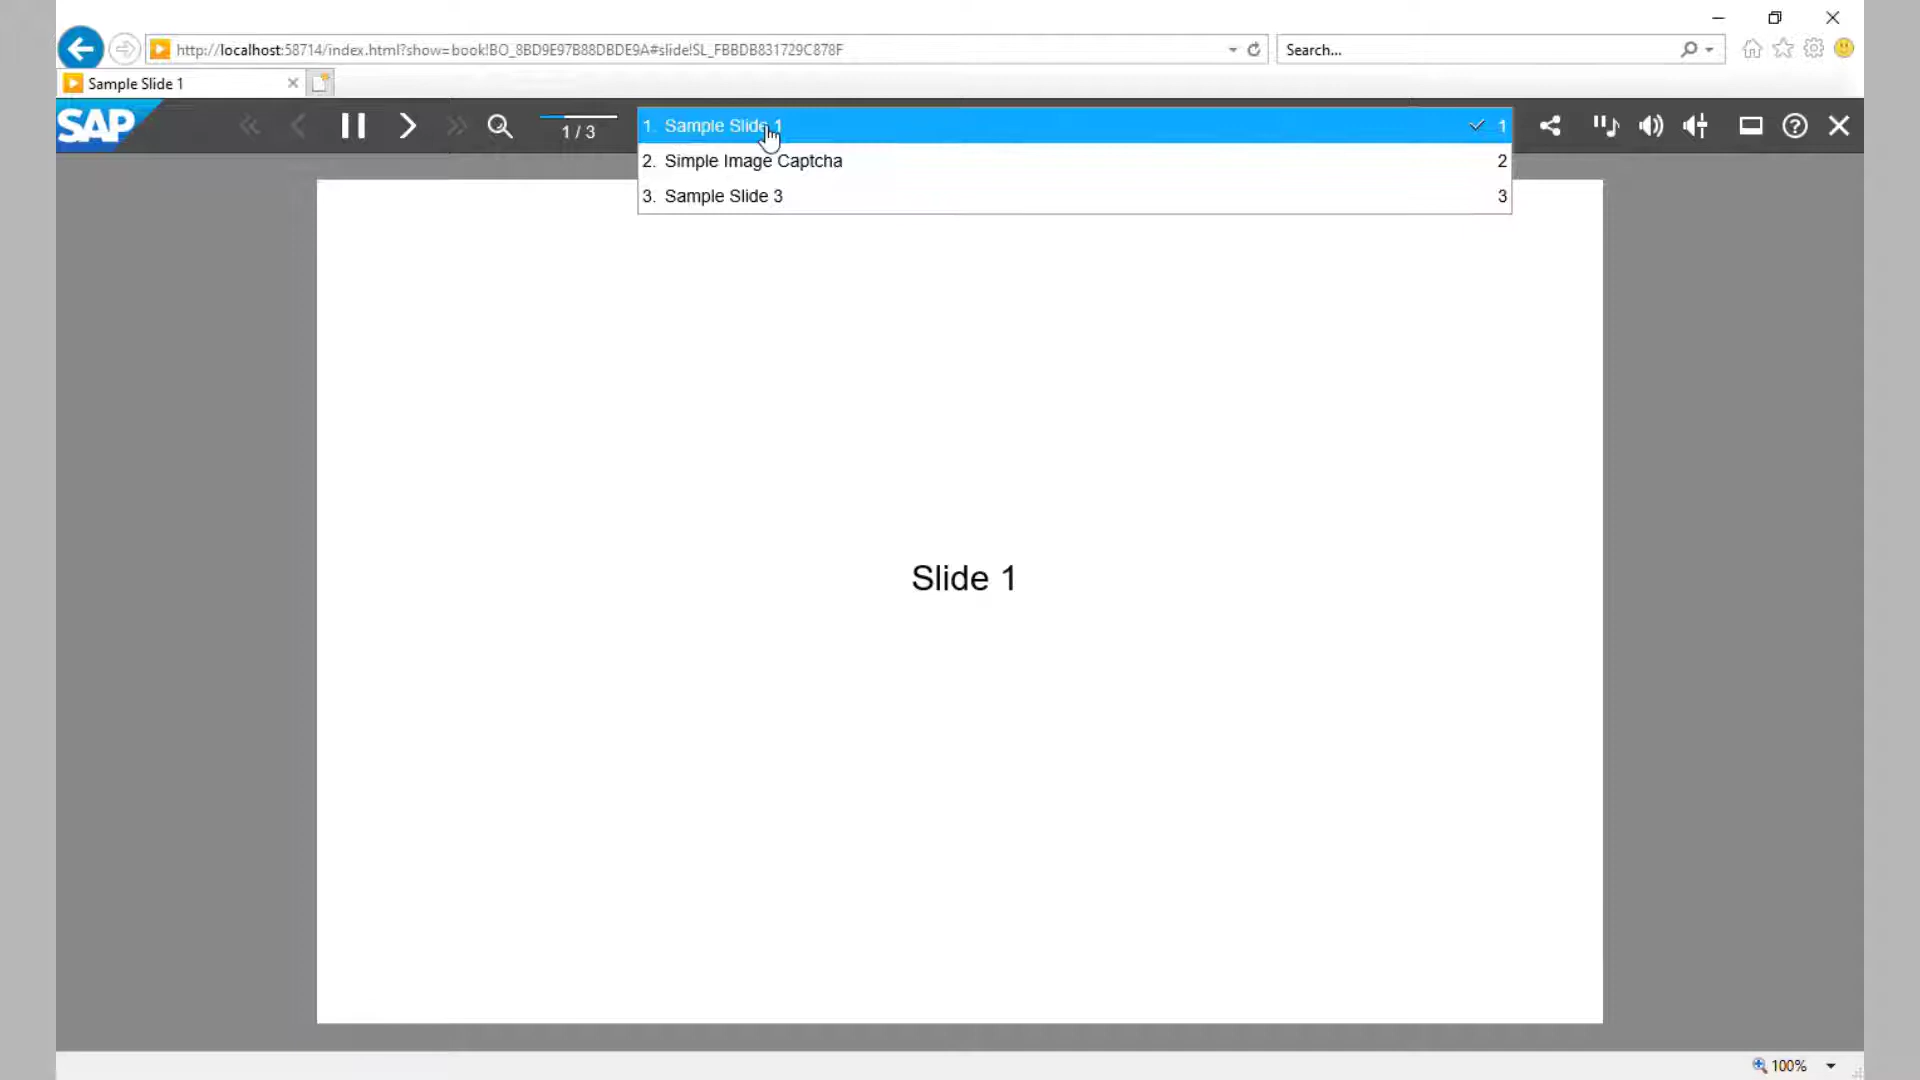 http://localhost:58714/index.html?show=book!BO_8BD9E97B88DBDE9A#slide!SL_FBBDB831729C878F
Search...
Sample Slide 1
SAP
1 / 3
1. Sample Slide 1 1
2. Simple Image Captcha 2
3. Sample Slide 3 3
Slide 1
100%